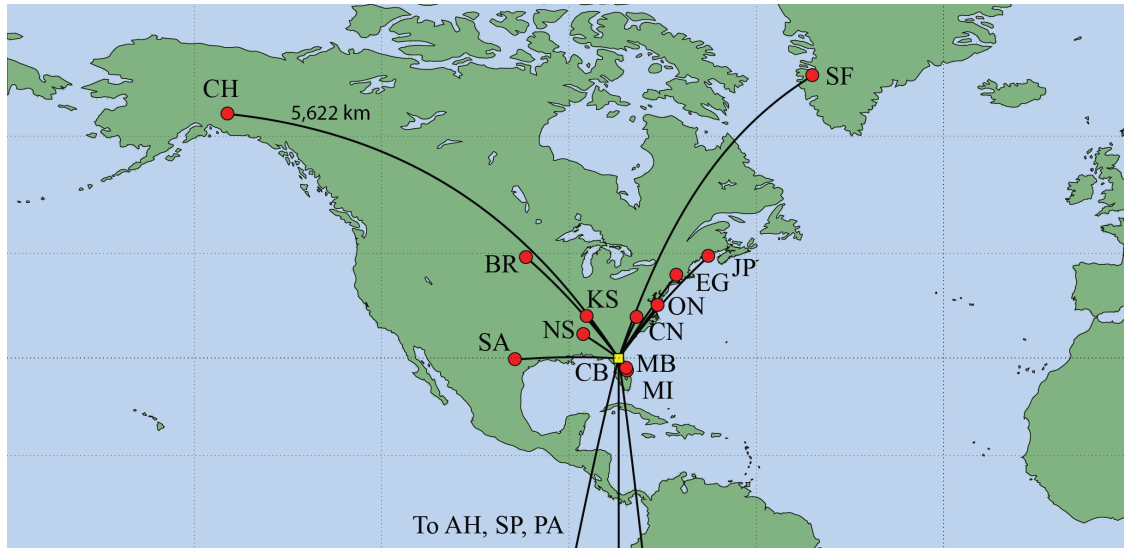 SF
CH
5,622 km
BR
JP
EG
KS
ON
NS
CN
SA
CB
MB
MI
To AH, SP, PA